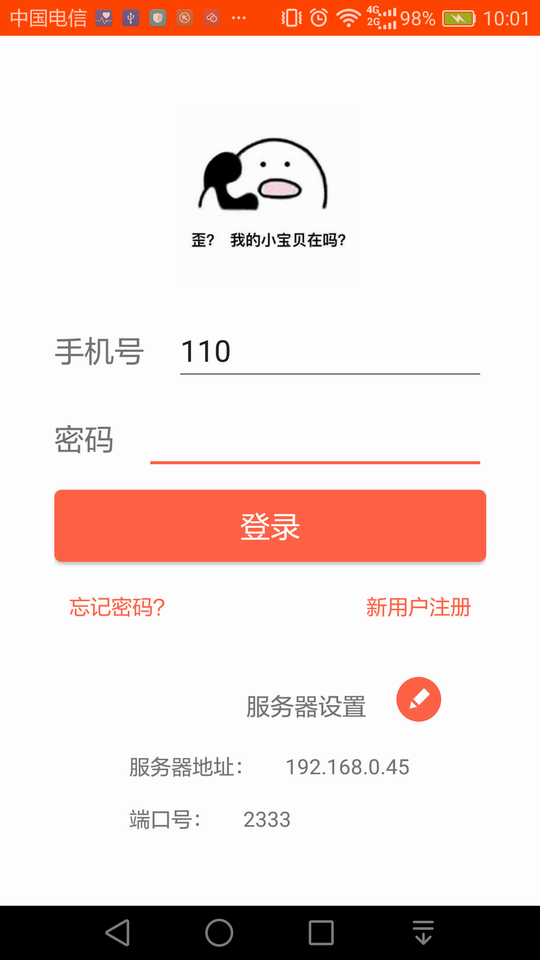 中国电信 ... 4G 2G 98% 10:01
歪? 我的小宝贝在吗?
手机号 110
密码
登录
忘记密码? 新用户注册
服务器设置
服务器地址: 192.168.0.45
端口号: 2333